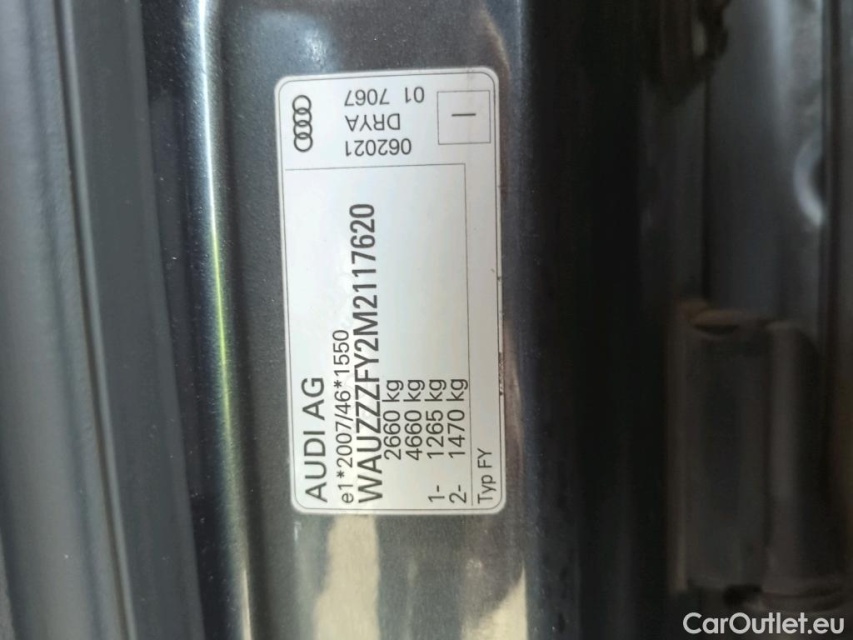 AUDI AG
e1*2007/46*1550
WAUZZZFY2M2117620
2660 kg
4660 kg
1- 1265 kg
2- 1470 kg
Typ FY
062021
DRYA
01 7067
CarOutlet.eu